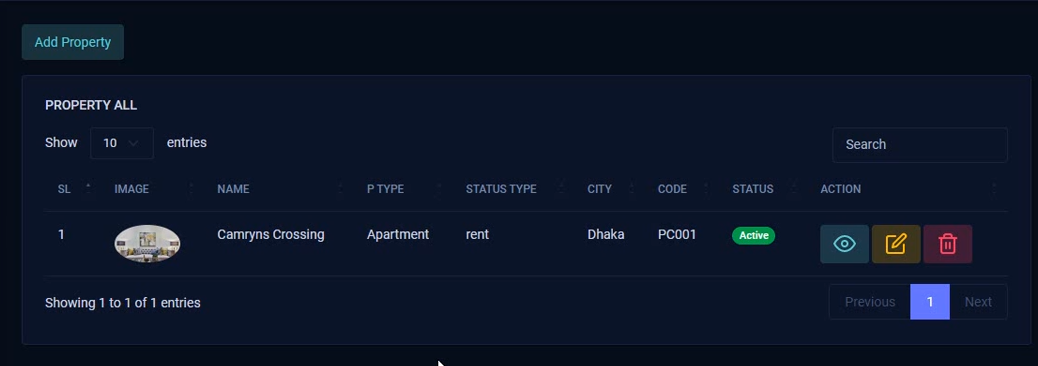 Add Property
PROPERTY ALL
Show 10 entries
Search
SL IMAGE NAME P TYPE STATUS TYPE CITY CODE STATUS ACTION
1 Camryns Crossing Apartment rent Dhaka PC001 Active
Showing 1 to 1 of 1 entries
Previous 1 Next